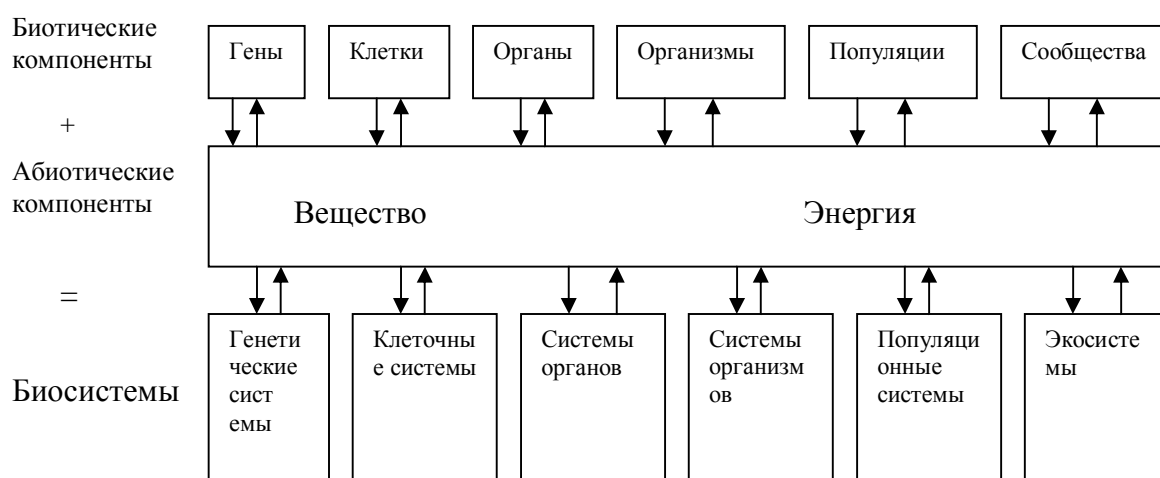 Биотические
компоненты
Гены
Клетки
Органы
Организмы
Популяции
Сообщества
+
Абиотические
компоненты
Вещество
Энергия
=
Биосистемы
Генети
ческие
сист
емы
Клеточны
е системы
Системы
органов
Системы
организм
ов
Популяци
онные
системы
Экосисте
мы